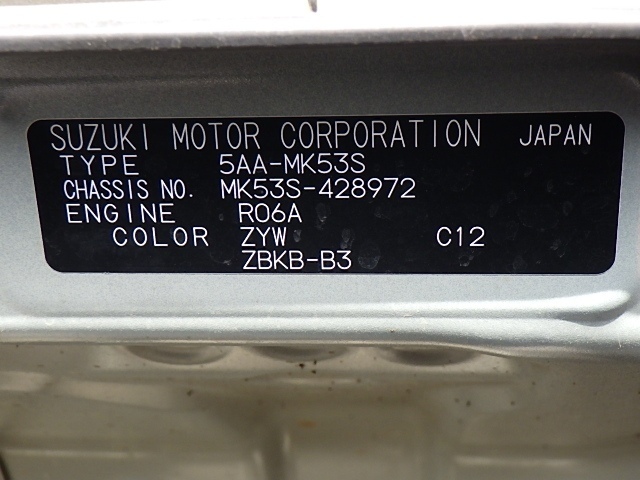 SUZUKI MOTOR CORPORATION JAPAN
TYPE 5AA-MK53S
CHASSIS NO. MK53S-428972
ENGINE R06A
COLOR ZYW C12
ZBKB-B3